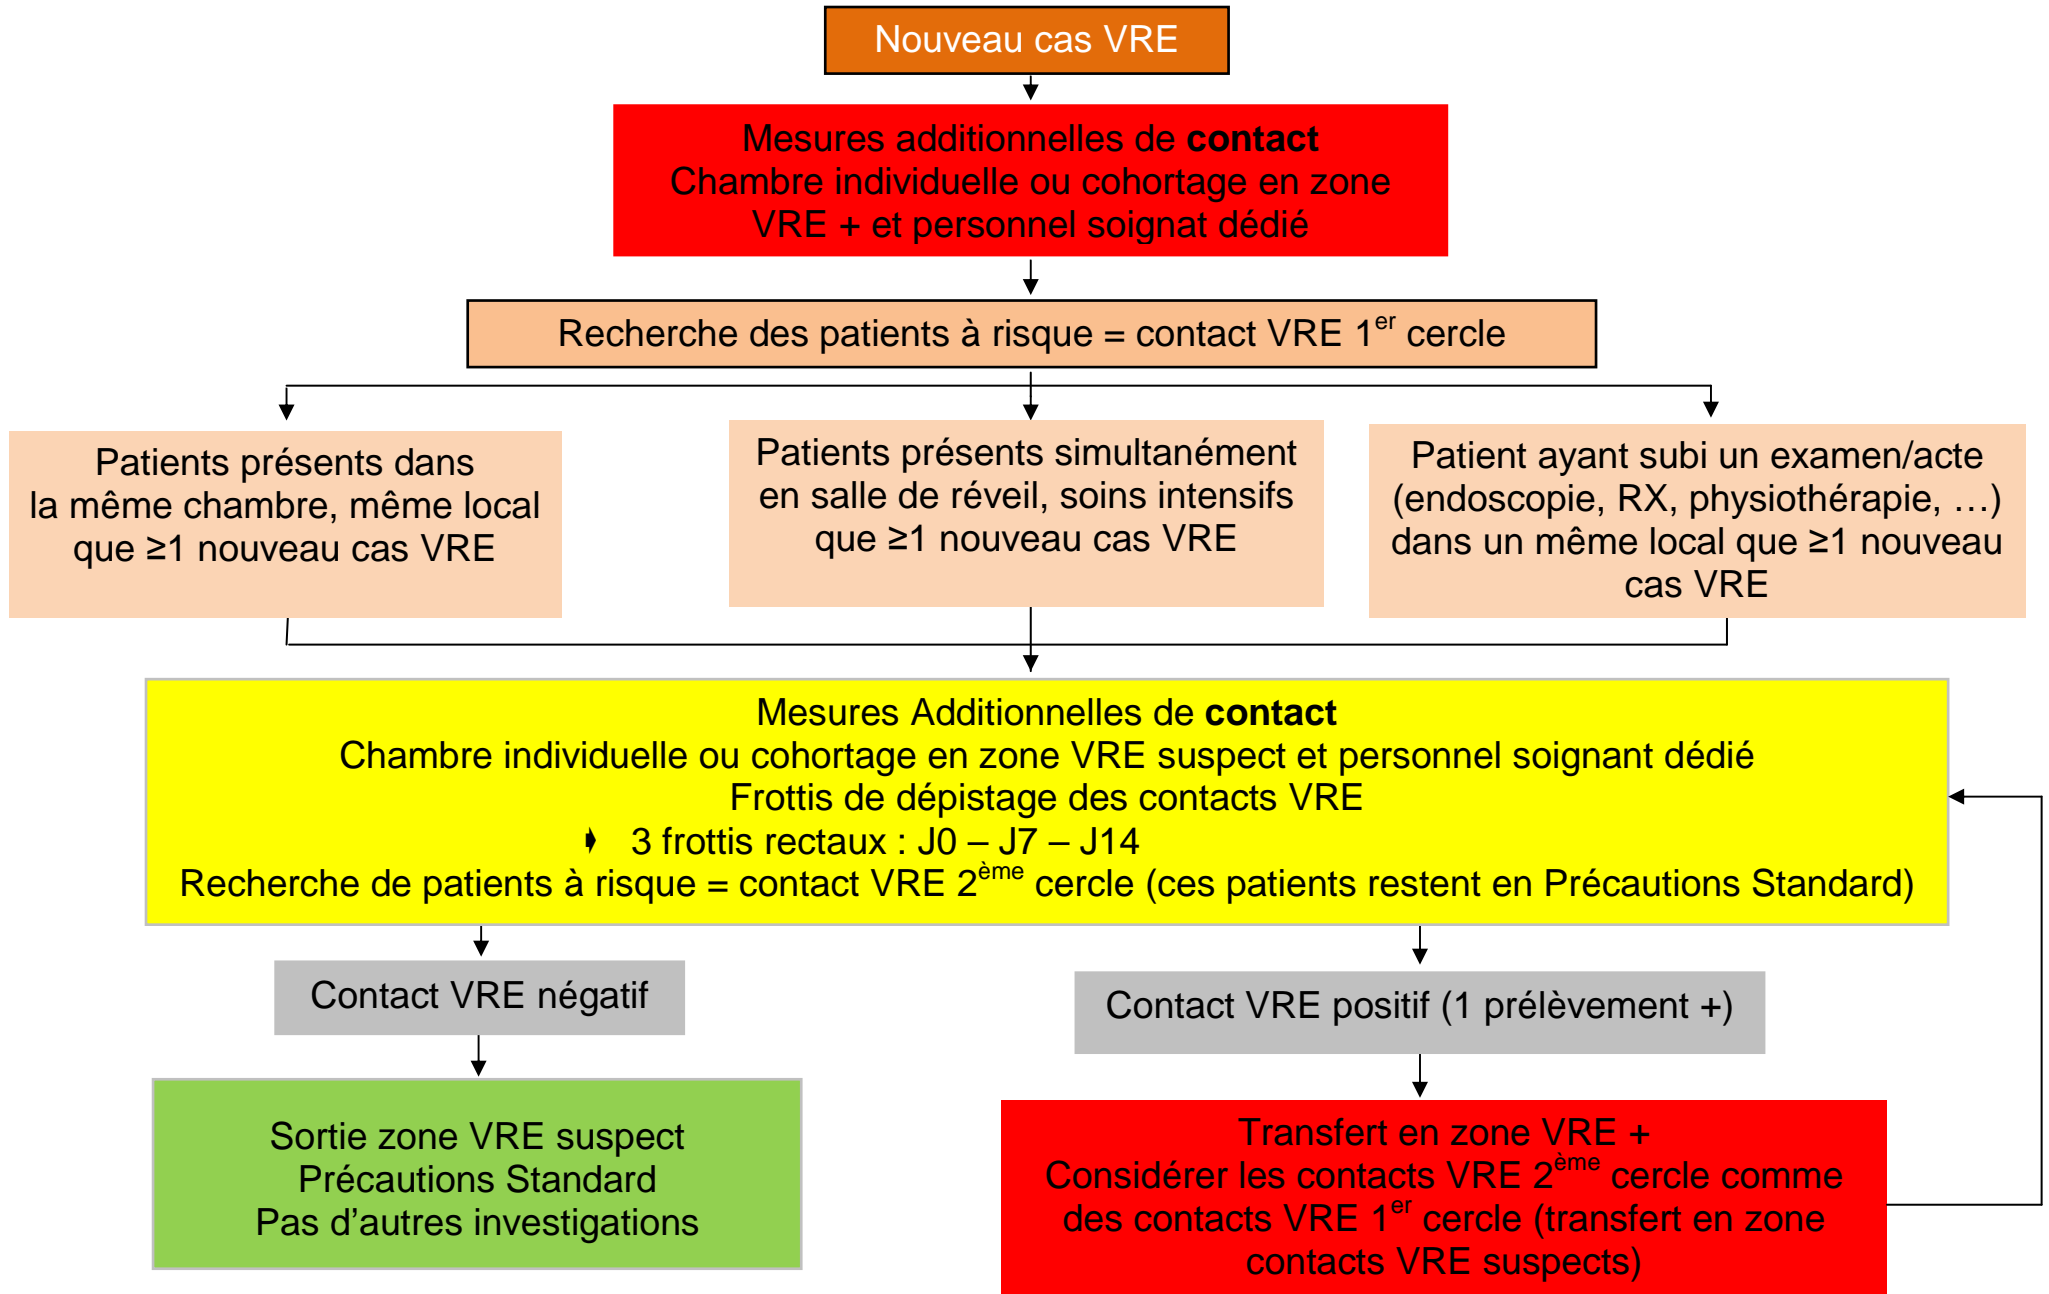 Nouveau cas VRE
Mesures additionnelles de contact
Chambre individuelle ou cohortage en zone
VRE + et personnel soignat dédié
Recherche des patients à risque = contact VRE 1er cercle
Patients présents dans
la même chambre, même local
que ≥1 nouveau cas VRE
Patients présents simultanément
en salle de réveil, soins intensifs
que ≥1 nouveau cas VRE
Patient ayant subi un examen/acte
(endoscopie, RX, physiothérapie, …)
dans un même local que ≥1 nouveau
cas VRE
Mesures Additionnelles de contact
Chambre individuelle ou cohortage en zone VRE suspect et personnel soignant dédié
Frottis de dépistage des contacts VRE
3 frottis rectaux : J0 – J7 – J14
Recherche de patients à risque = contact VRE 2ème cercle (ces patients restent en Précautions Standard)
Contact VRE négatif
Contact VRE positif (1 prélèvement +)
Sortie zone VRE suspect
Précautions Standard
Pas d’autres investigations
Transfert en zone VRE +
Considérer les contacts VRE 2ème cercle comme
des contacts VRE 1er cercle (transfert en zone
contacts VRE suspects)